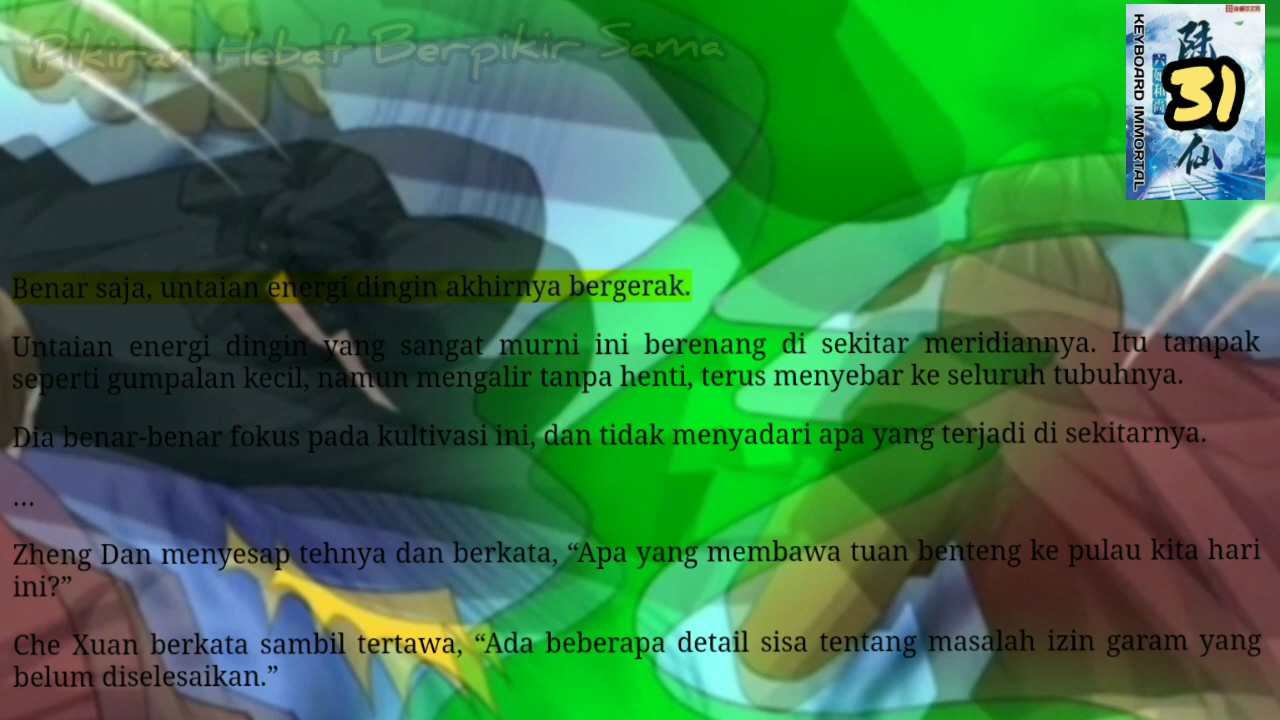 Pikiran Hebat Berpikir Sama
KEYBOARD IMMORTAL
陆
31
仙
Benar saja, untaian energi dingin akhirnya bergerak.
Untaian energi dingin yang sangat murni ini berenang di sekitar meridiannya. Itu tampak
seperti gumpalan kecil, namun mengalir tanpa henti, terus menyebar ke seluruh tubuhnya.
Dia benar-benar fokus pada kultivasi ini, dan tidak menyadari apa yang terjadi di sekitarnya.
...
Zheng Dan menyesap tehnya dan berkata, “Apa yang membawa tuan benteng ke pulau kita hari
ini?”
Che Xuan berkata sambil tertawa, “Ada beberapa detail sisa tentang masalah izin garam yang
belum diselesaikan.”